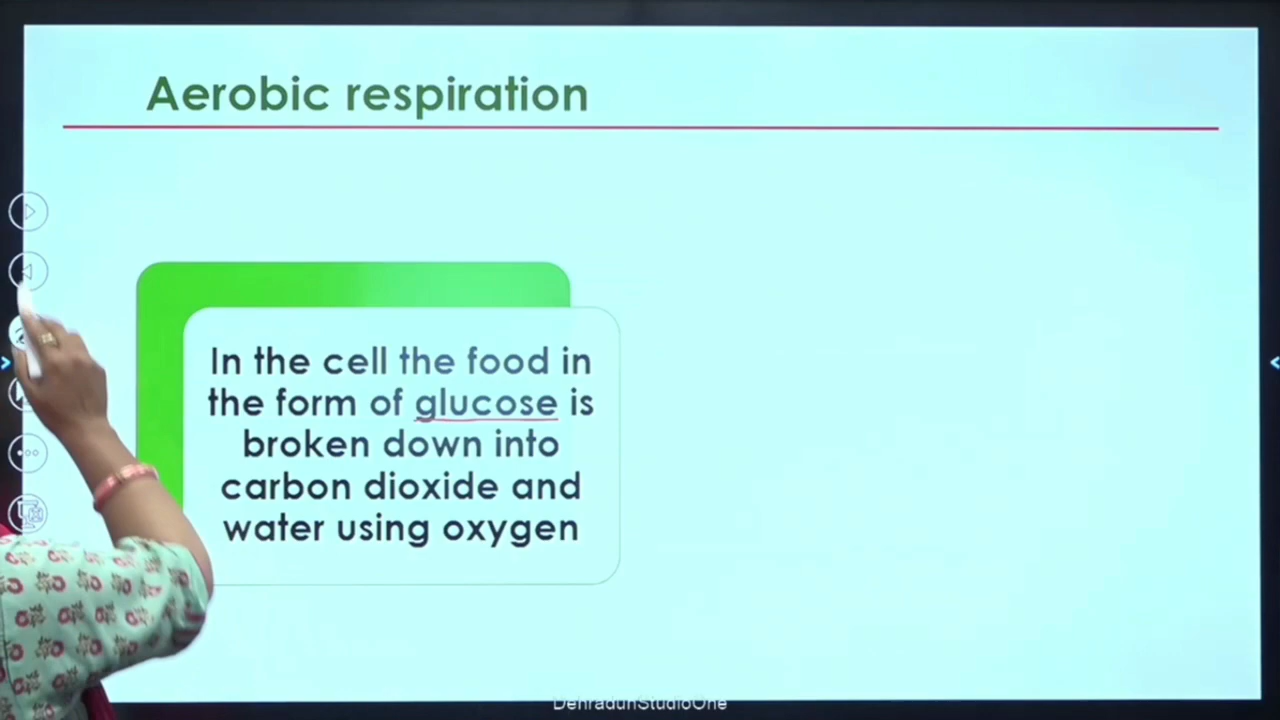 Aerobic respiration
In the cell the food in
the form of glucose is
broken down into
carbon dioxide and
water using oxygen
DehradunStudioOne